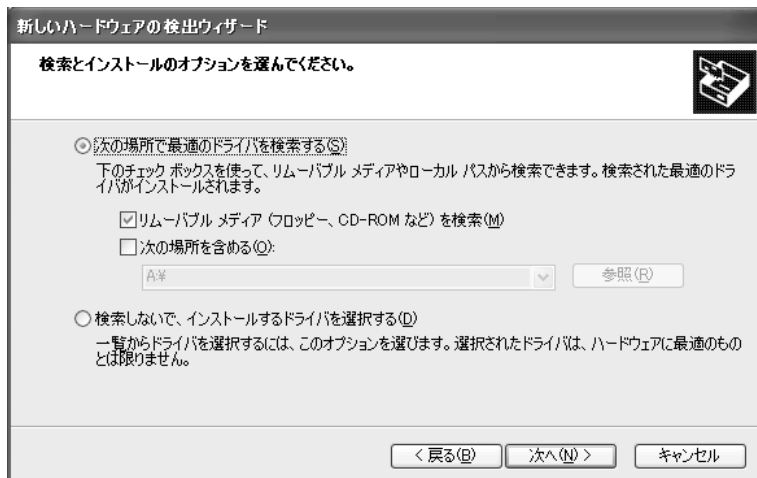 新しいハードウェアの検出ウィザード
検索とインストールのオプションを選んでください。
次の場所で最適のドライバを検索する(S)
下のチェック ボックスを使って、リムーバブル メディアやローカル パスから検索できます。検索された最適のドラ
イバがインストールされます。
リムーバブル メディア (フロッピー、CD-ROM など) を検索(M)
次の場所を含める(O):
A:¥
参照(R)
検索しないで、インストールするドライバを選択する(D)
一覧からドライバを選択するには、このオプションを選びます。選択されたドライバは、ハードウェアに最適のもの
とは限りません。
< 戻る(B)
次へ(N) >
キャンセル